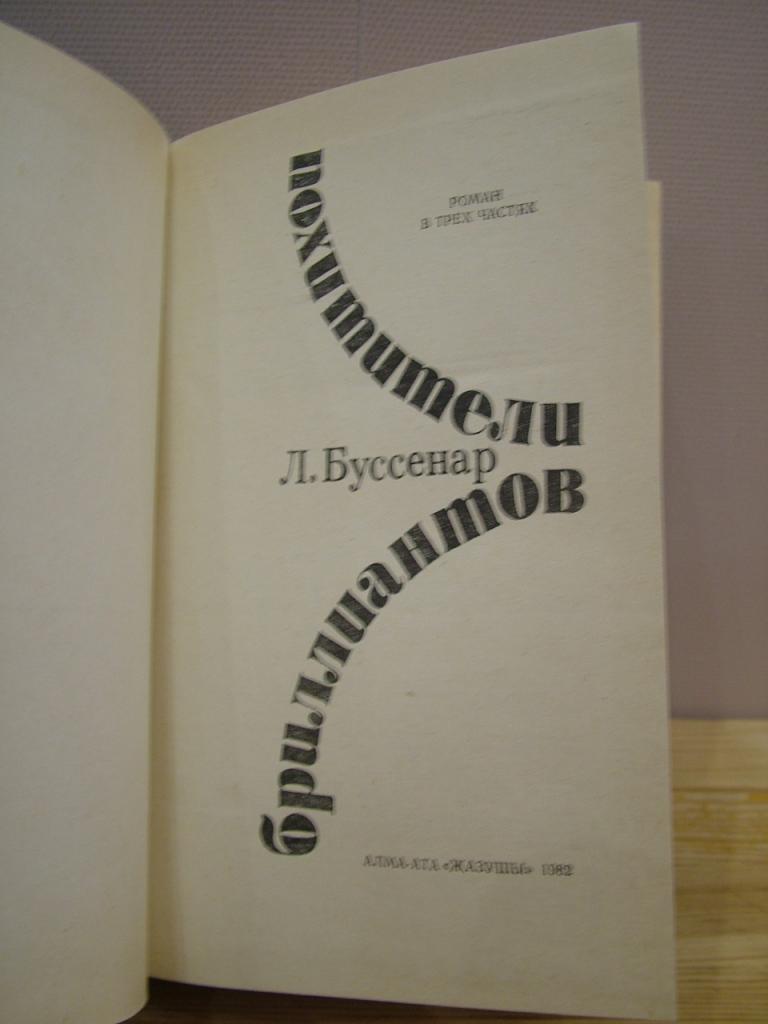 РОМАН
В ТРЕХ ЧАСТЯХ
похитители
Л. Буссенар
бриллиантов
АЛМА-АТА «ЖАЗУШЫ» 1982